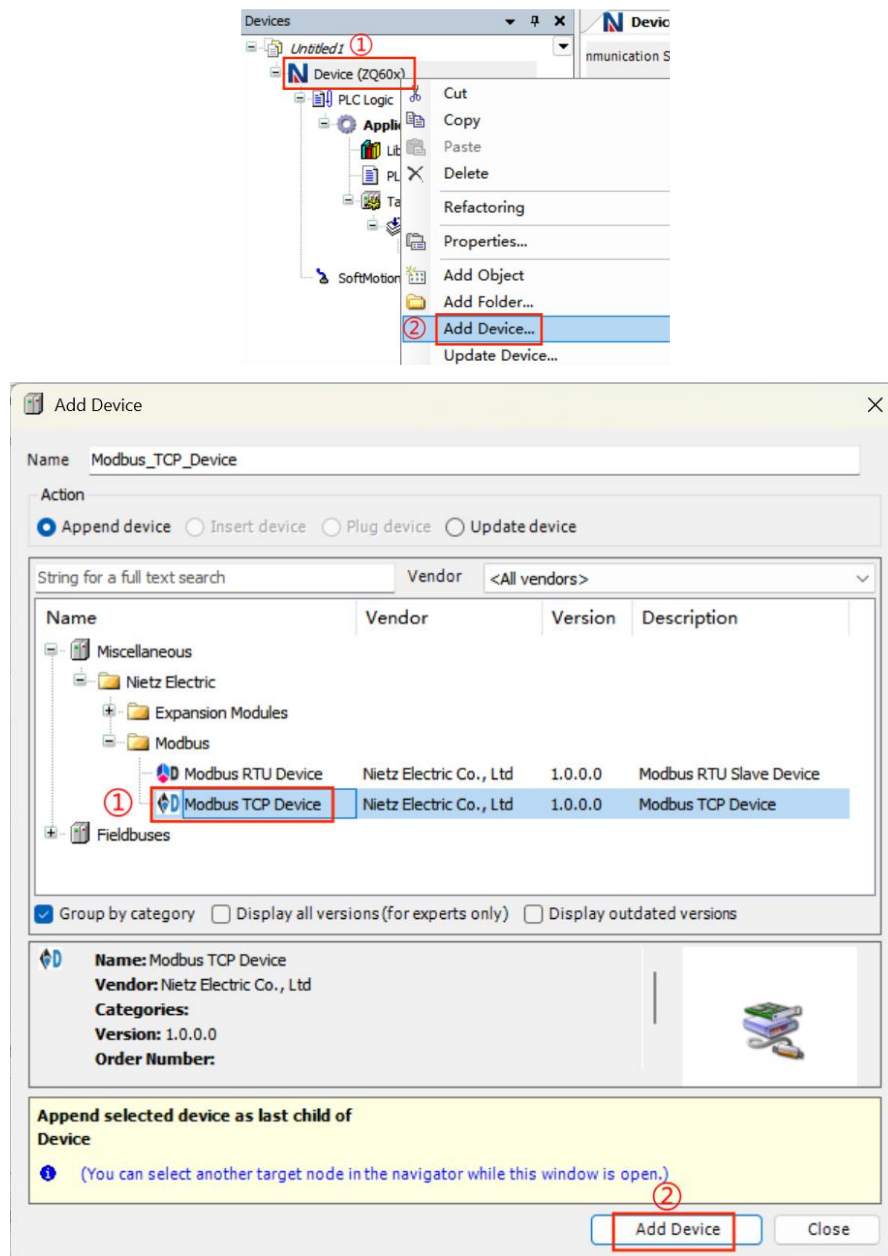 Devices
Devic
Untitled1 ①
nmunication S
Device (ZQ60x)
Cut
PLC Logic
Copy
Applic
Paste
Lib
Delete
PL
Refactoring
Ta
Properties...
SoftMotion
Add Object
Add Folder...
② Add Device...
Update Device...
Add Device
Name Modbus_TCP_Device
Action
Append device Insert device Plug device Update device
String for a full text search Vendor <All vendors>
Name Vendor Version Description
Miscellaneous
Nietz Electric
Expansion Modules
Modbus
Modbus RTU Device Nietz Electric Co., Ltd 1.0.0.0 Modbus RTU Slave Device
① Modbus TCP Device Nietz Electric Co., Ltd 1.0.0.0 Modbus TCP Device
Fieldbuses
Group by category Display all versions (for experts only) Display outdated versions
Name: Modbus TCP Device
Vendor: Nietz Electric Co., Ltd
Categories:
Version: 1.0.0.0
Order Number:
Append selected device as last child of
Device
(You can select another target node in the navigator while this window is open.)
②
Add Device Close